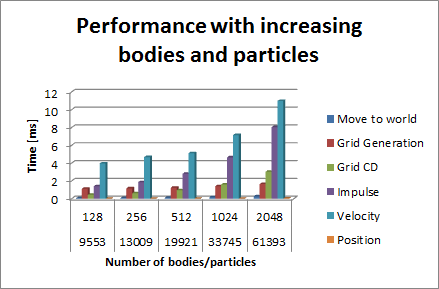 Performance with increasing
bodies and particles
12
10
8
6
4
2
0
Time [ms]
128 256 512 1024 2048
9553 13009 19921 33745 61393
Number of bodies/particles
Move to world
Grid Generation
Grid CD
Impulse
Velocity
Position